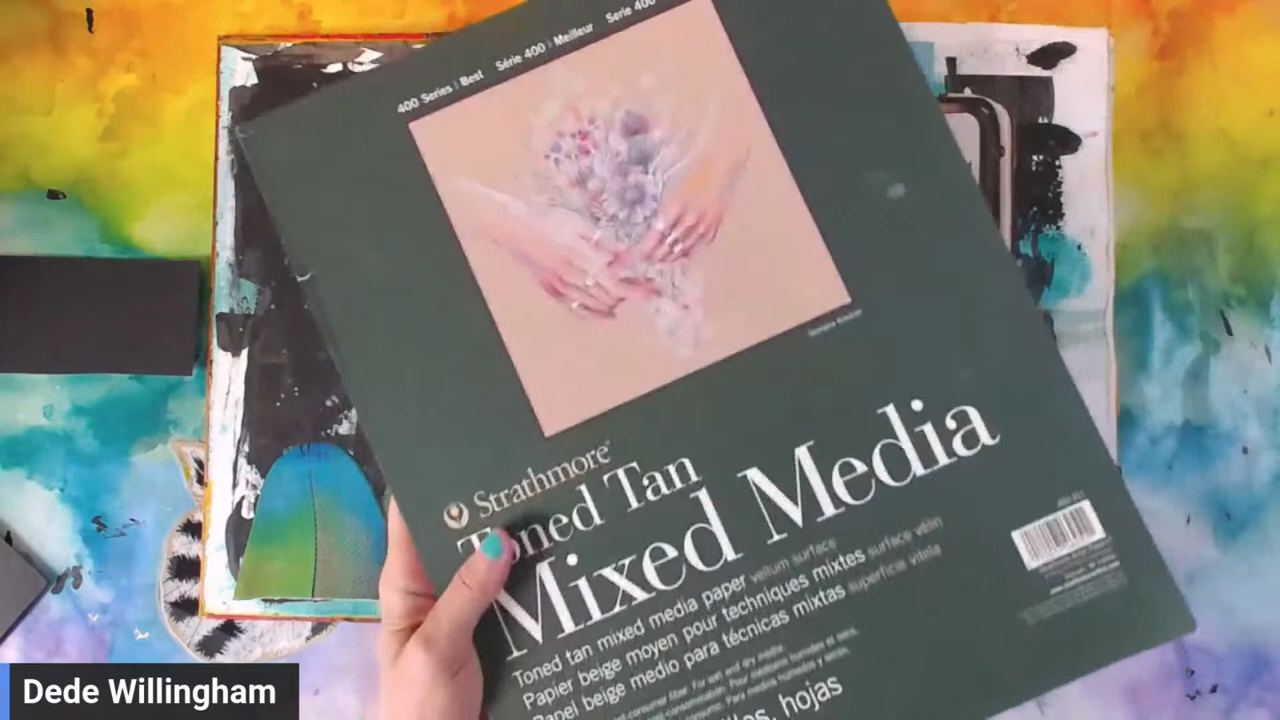 400 Series | Best Série 400 | Meilleur Serie 400
Strathmore
Toned Tan
Mixed Media
Toned tan mixed media paper vellum surface
Papier beige moyen pour techniques mixtes surface vélin
Papel beige medio para técnicas mixtas superficie vitela
hojas
Dede Willingham